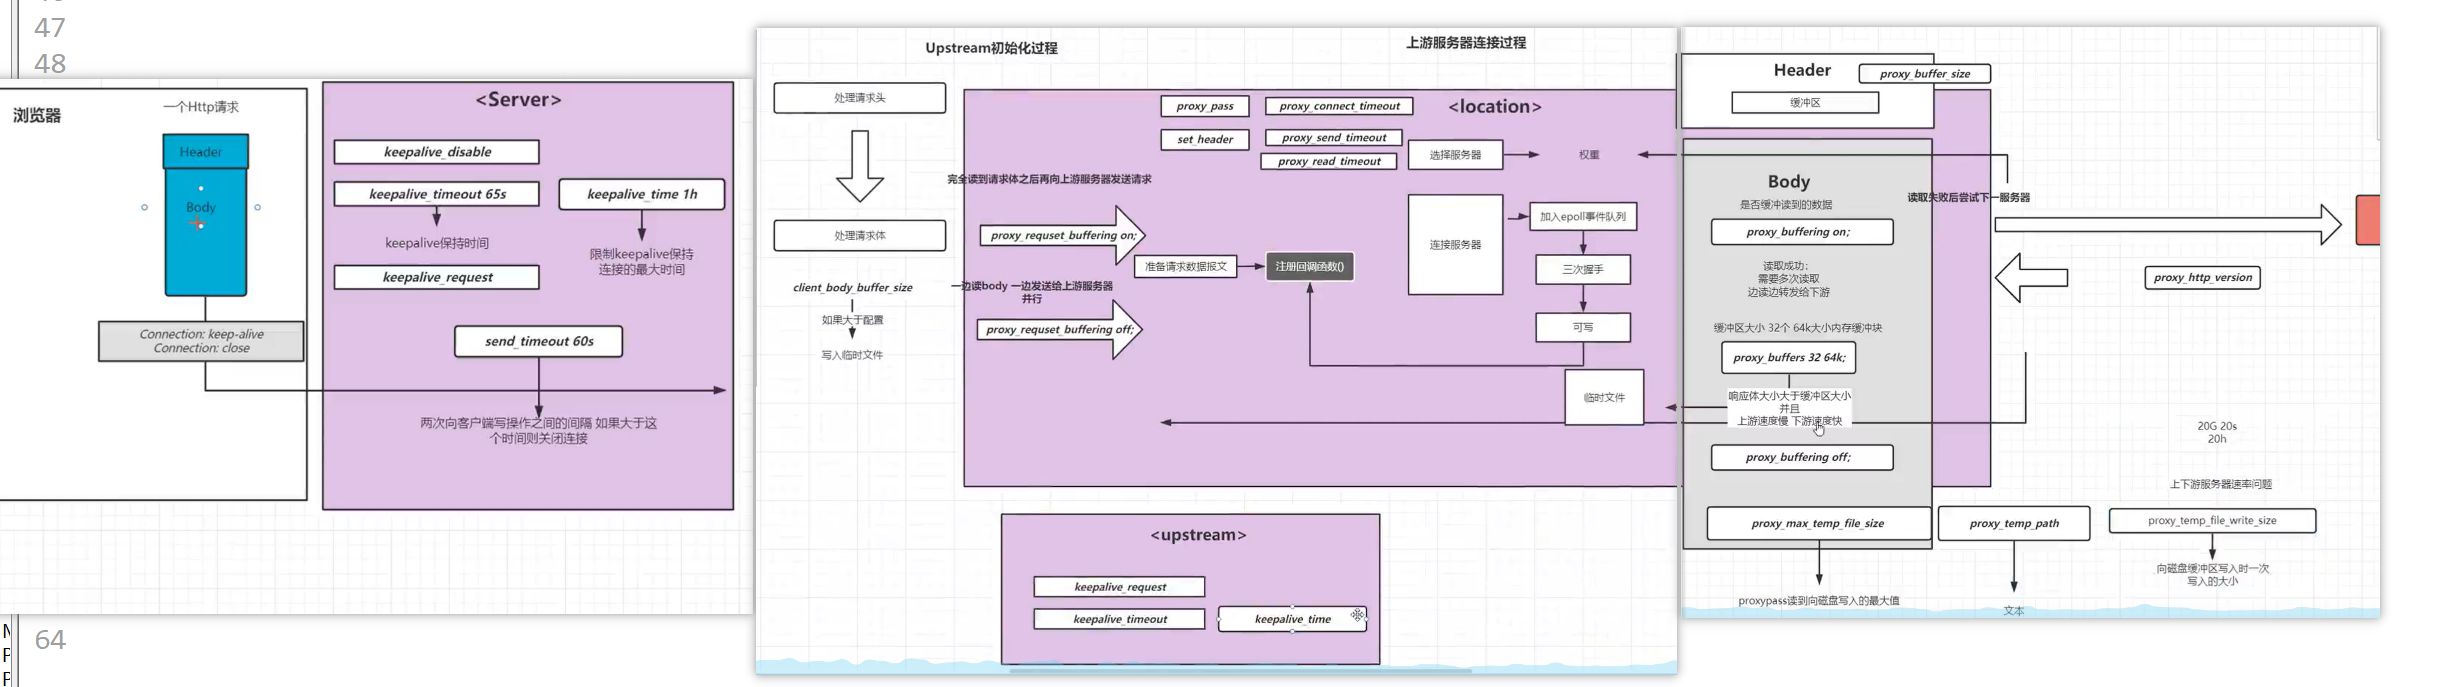 47
48
浏览器
一个Http请求
Header
Body
Connection: keep-alive
Connection: close
<Server>
keepalive_disable
keepalive_timeout 65s
keepalive_time 1h
keepalive保持时间
限制keepalive保持
连接的最大时间
keepalive_request
send_timeout 60s
两次向客户端写操作之间的间隔 如果大于这
个时间则关闭连接
Upstream初始化过程
上游服务器连接过程
处理请求头
处理请求体
client_body_buffer_size
如果大于配置
写入临时文件
<location>
proxy_pass
proxy_connect_timeout
set_header
proxy_send_timeout
proxy_read_timeout
选择服务器
权重
完全读到请求体之后再向上游服务器发送请求
proxy_requset_buffering on;
准备请求数据报文
注册回调函数()
一边读body 一边发送给上游服务器
并行
proxy_requset_buffering off;
连接服务器
加入epoll事件队列
三次握手
可写
临时文件
<upstream>
keepalive_request
keepalive_timeout
keepalive_time
Header
proxy_buffer_size
缓冲区
Body
是否缓冲读到的数据
proxy_buffering on;
读取成功：
需要多次读取
边读边转发给下游
缓冲区大小 32个 64k大小内存缓冲块
proxy_buffers 32 64k;
响应体大小大于缓冲区大小
并且
上游速度慢 下游速度快
proxy_buffering off;
proxy_max_temp_file_size
proxypass读到向磁盘写入的最大值
读取失败后尝试下一服务器
proxy_http_version
20G 20s
20h
上下游服务器速率问题
proxy_temp_path
文本
proxy_temp_file_write_size
向磁盘缓冲区写入时一次
写入的大小
64